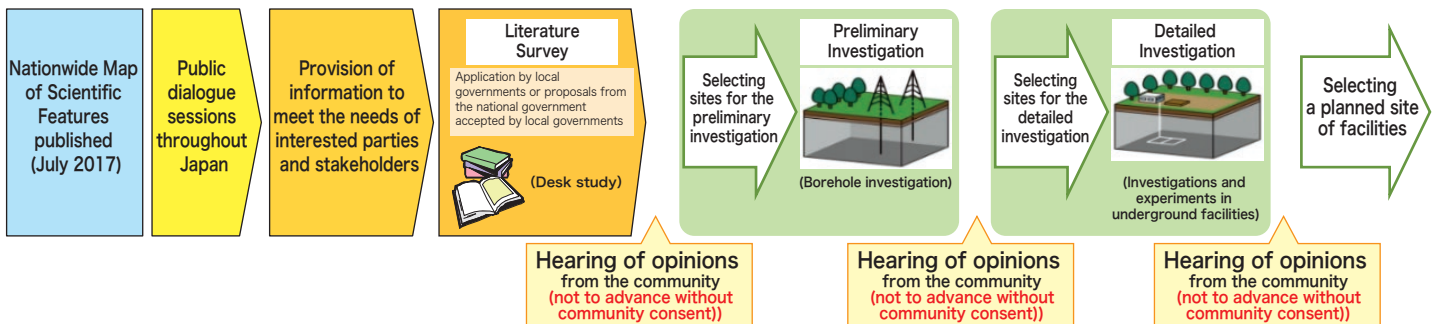 Nationwide Map
of Scientific
Features
published
(July 2017)
Public
dialogue
sessions
throughout
Japan
Provision of
information to
meet the needs of
interested parties
and stakeholders
Literature
Survey
Application by local
governments or proposals from
the national government
accepted by local governments
(Desk study)
Selecting
sites for the
preliminary
investigation
Preliminary
Investigation
(Borehole investigation)
Selecting
sites for the
detailed
investigation
Detailed
Investigation
(Investigations and
experiments in
underground facilities)
Selecting
a planned site
of facilities
Hearing of opinions
from the community
(not to advance without
community consent))
Hearing of opinions
from the community
(not to advance without
community consent))
Hearing of opinions
from the community
(not to advance without
community consent))